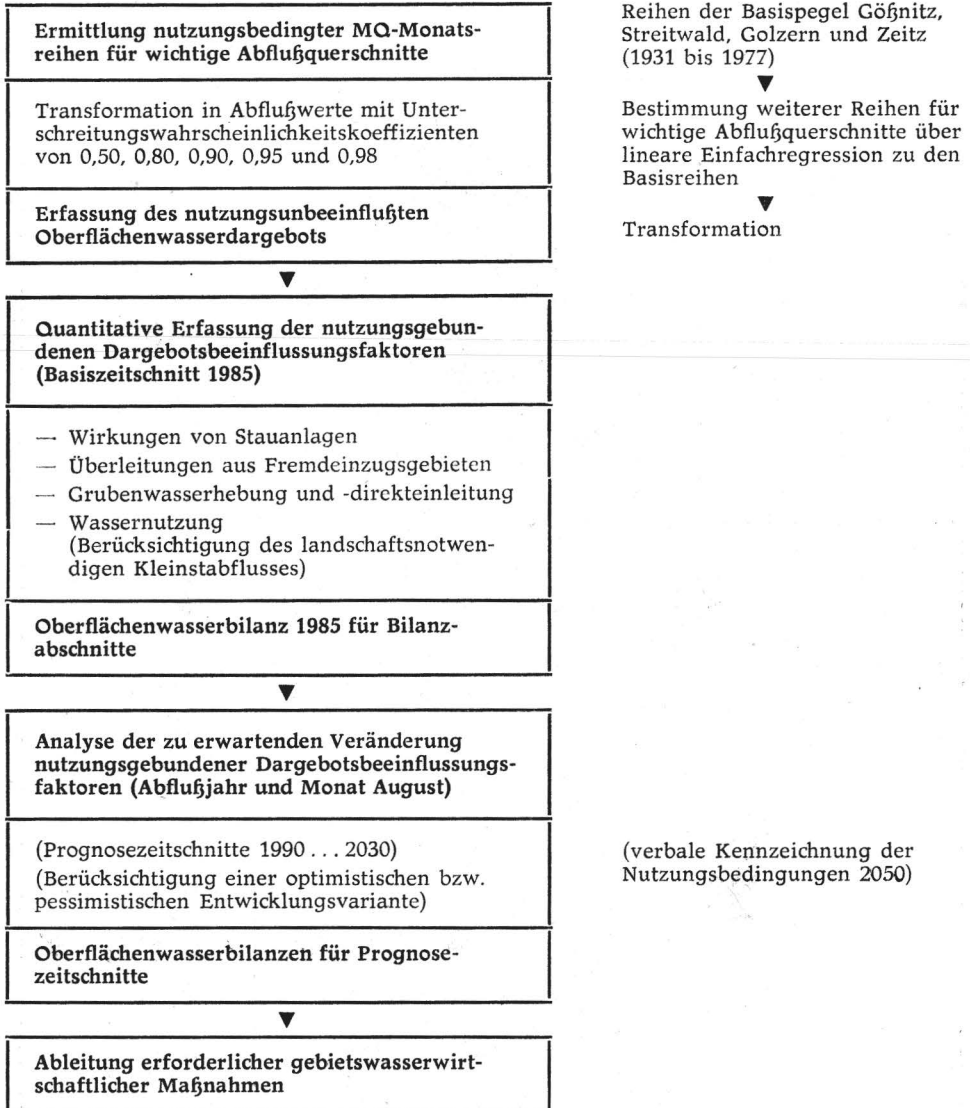 Ermittlung nutzungsbedingter MQ-Monats-
reihen für wichtige Abflußquerschnitte
Transformation in Abflußwerte mit Unter-
schreitungswahrscheinlichkeitskoeffizienten
von 0,50, 0,80, 0,90, 0,95 und 0,98
Erfassung des nutzungsunbeeinflußten
Oberflächenwasserdargebots
Reihen der Basispegel Gößnitz,
Streitwald, Golzern und Zeitz
(1931 bis 1977)
Bestimmung weiterer Reihen für
wichtige Abflußquerschnitte über
lineare Einfachregression zu den
Basisreihen
Transformation
Quantitative Erfassung der nutzungsgebun-
denen Dargebotsbeeinflussungsfaktoren
(Basiszeitschnitt 1985)
— Wirkungen von Stauanlagen
— Überleitungen aus Fremdeinzugsgebieten
— Grubenwasserhebung und -direkteinleitung
— Wassernutzung
(Berücksichtigung des landschaftsnotwen-
digen Kleinstabflusses)
Oberflächenwasserbilanz 1985 für Bilanz-
abschnitte
Analyse der zu erwartenden Veränderung
nutzungsgebundener Dargebotsbeeinflussungs-
faktoren (Abflußjahr und Monat August)
(Prognosezeitschnitte 1990 . . . 2030)
(Berücksichtigung einer optimistischen bzw.
pessimistischen Entwicklungsvariante)
(verbale Kennzeichnung der
Nutzungsbedingungen 2050)
Oberflächenwasserbilanzen für Prognose-
zeitschnitte
Ableitung erforderlicher gebietswasserwirt-
schaftlicher Maßnahmen